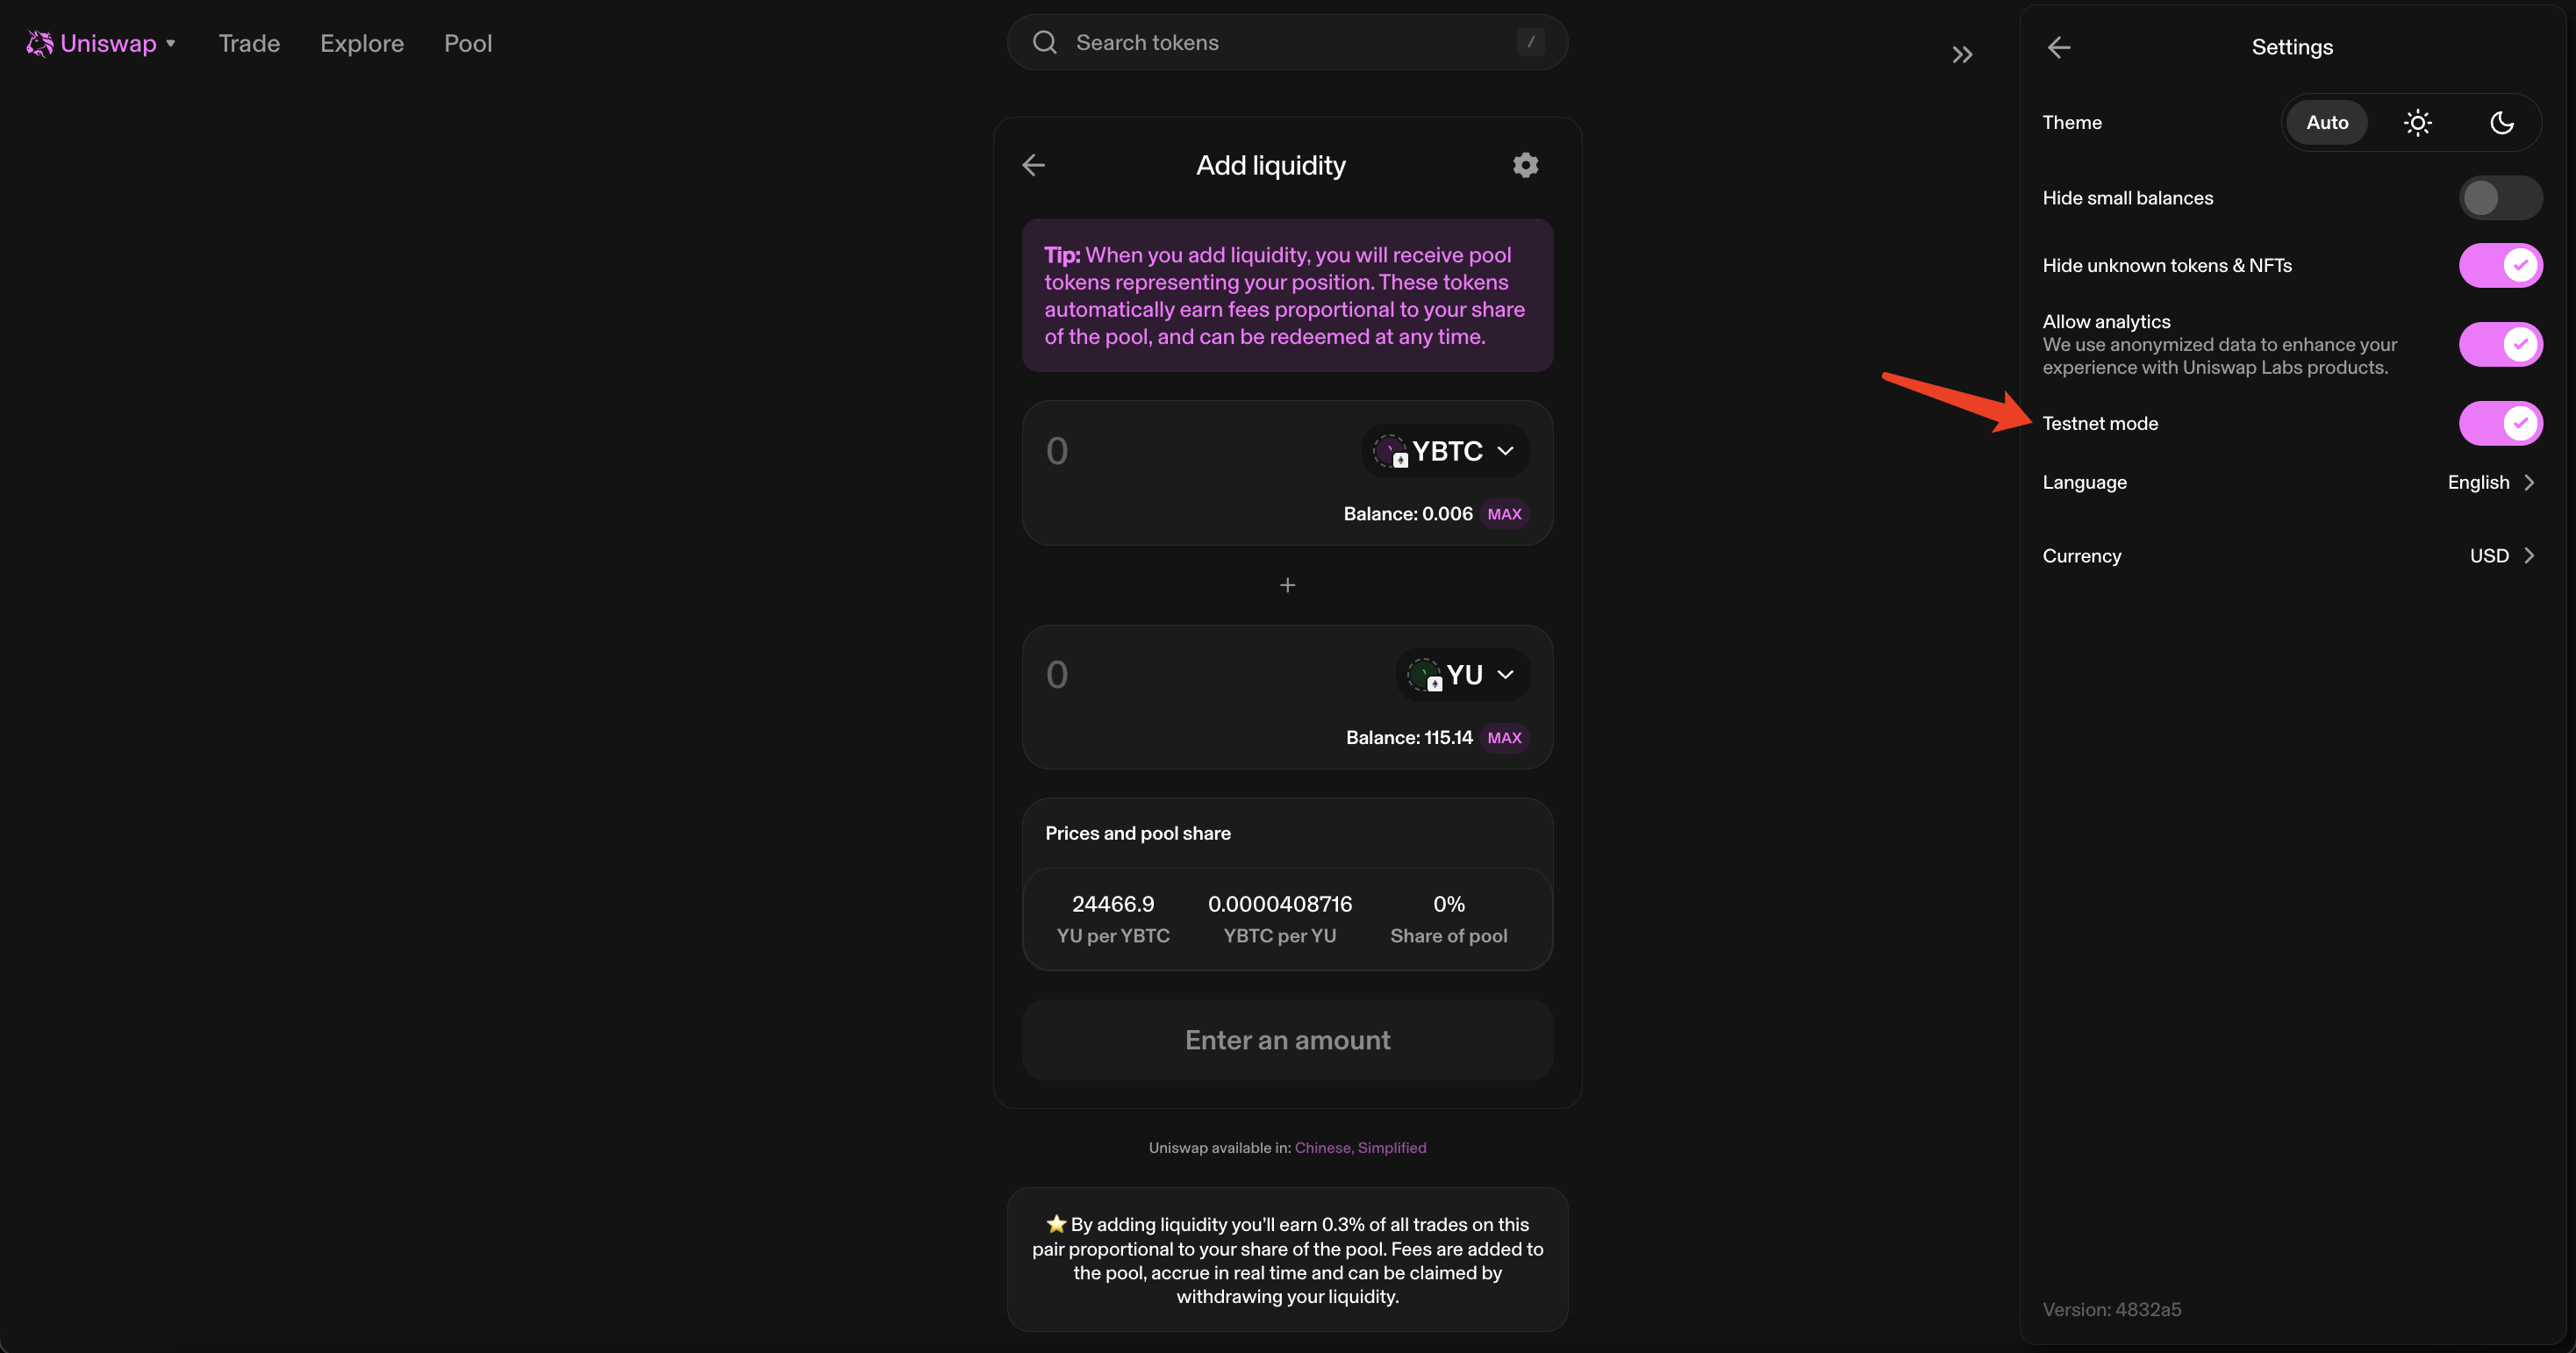 Uniswap
Trade
Explore
Pool
Search tokens
/
Add liquidity
Tip: When you add liquidity, you will receive pool
tokens representing your position. These tokens
automatically earn fees proportional to your share
of the pool, and can be redeemed at any time.
0
YBTC
Balance: 0.006
MAX
+
0
YU
Balance: 115.14
MAX
Prices and pool share
24466.9
YU per YBTC
0.0000408716
YBTC per YU
0%
Share of pool
Enter an amount
Uniswap available in: Chinese, Simplified
⭐ By adding liquidity you'll earn 0.3% of all trades on this
pair proportional to your share of the pool. Fees are added to
the pool, accrue in real time and can be claimed by
withdrawing your liquidity.
Settings
Theme
Auto
Hide small balances
Hide unknown tokens & NFTs
Allow analytics
We use anonymized data to enhance your
experience with Uniswap Labs products.
Testnet mode
Language
English
Currency
USD
Version: 4832a5